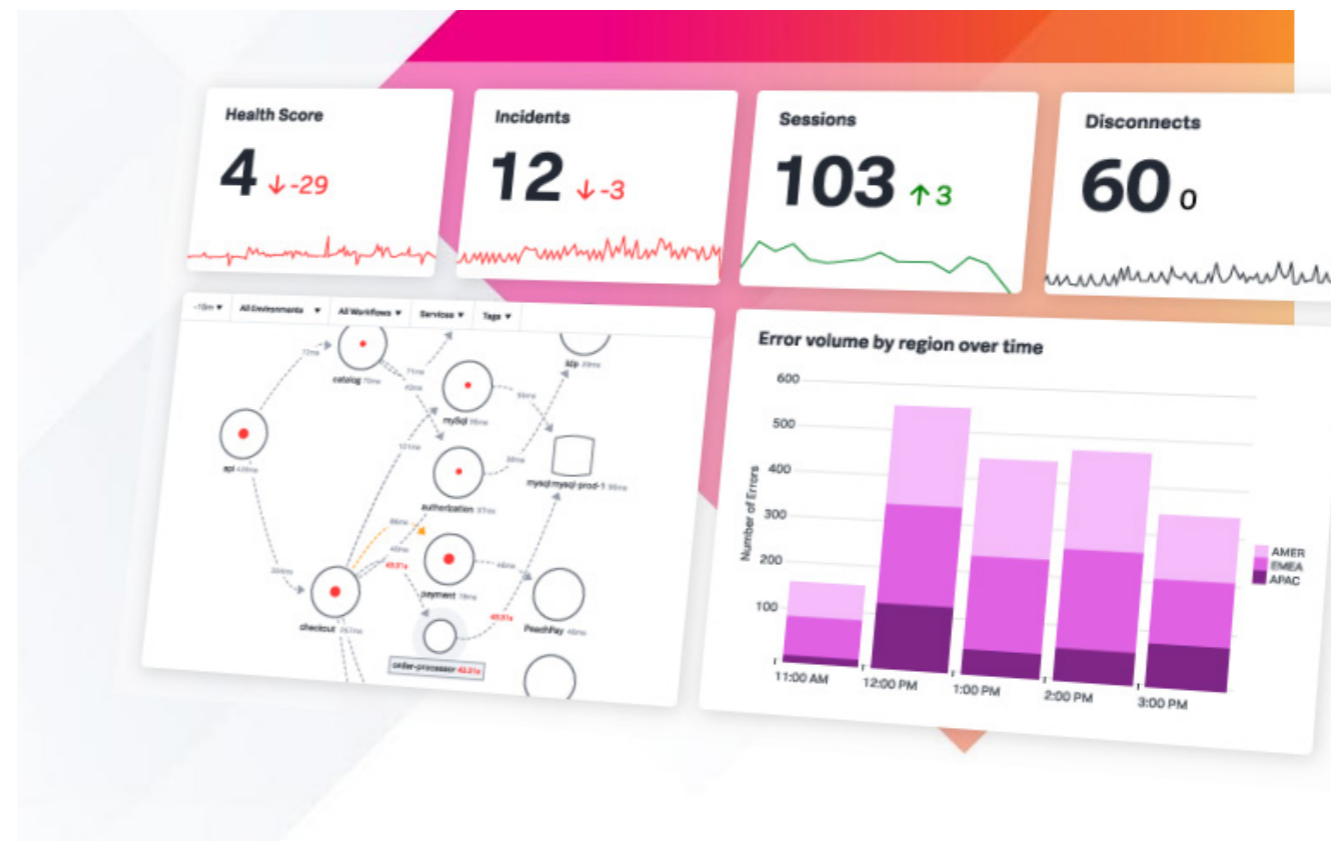 Health Score
4 ↓ -29
Incidents
12 ↓ -3
Sessions
103 ↑ 3
Disconnects
60 0
All Environments ▼
All Workflows ▼
Services ▼
Tags ▼
catalog
mySql
api
authorization
mysql:mysql-prod-1
payment
checkout
PeachPay
order-processor
Error volume by region over time
Number of Errors
600
500
400
300
200
100
11:00 AM
12:00 PM
1:00 PM
2:00 PM
3:00 PM
AMER
EMEA
APAC